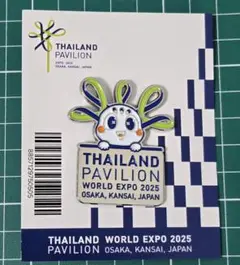 THAILAND
PAVILION
EXPO 2025
OSAKA, KANSAI, JAPAN
THAILAND
PAVILION
WORLD EXPO 2025
OSAKA, KANSAI, JAPAN
THAILAND WORLD EXPO 2025
PAVILION OSAKA, KANSAI, JAPAN